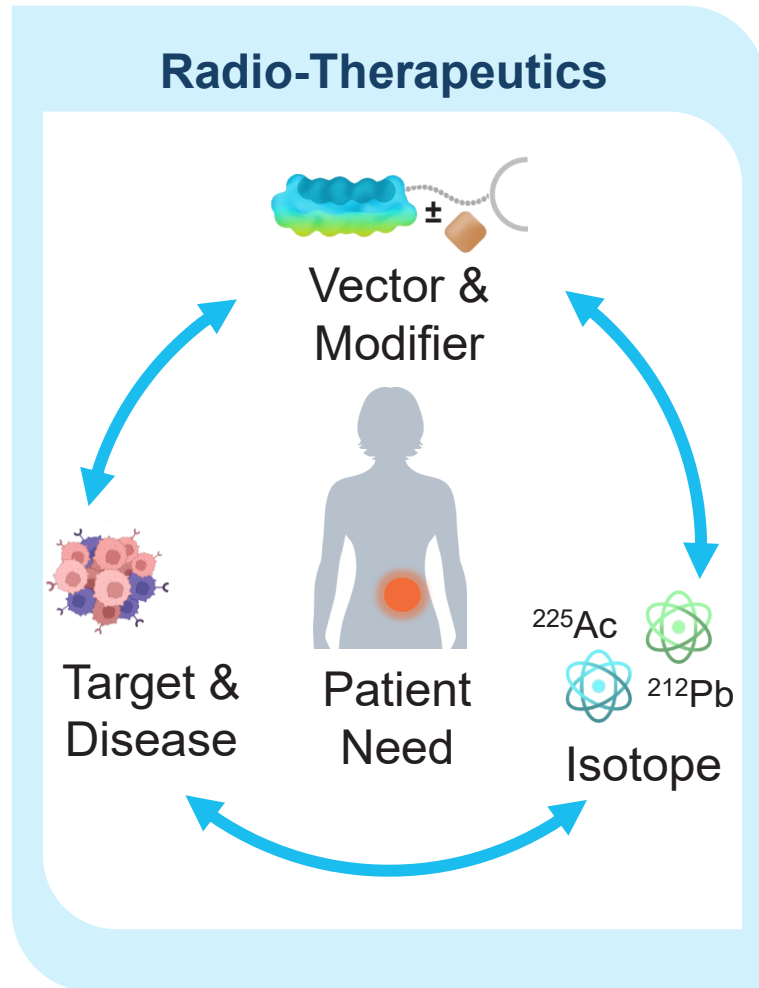 Radio-Therapeutics
±
Vector &
Modifier
²²⁵Ac
²¹²Pb
Target &
Disease
Patient
Need
Isotope